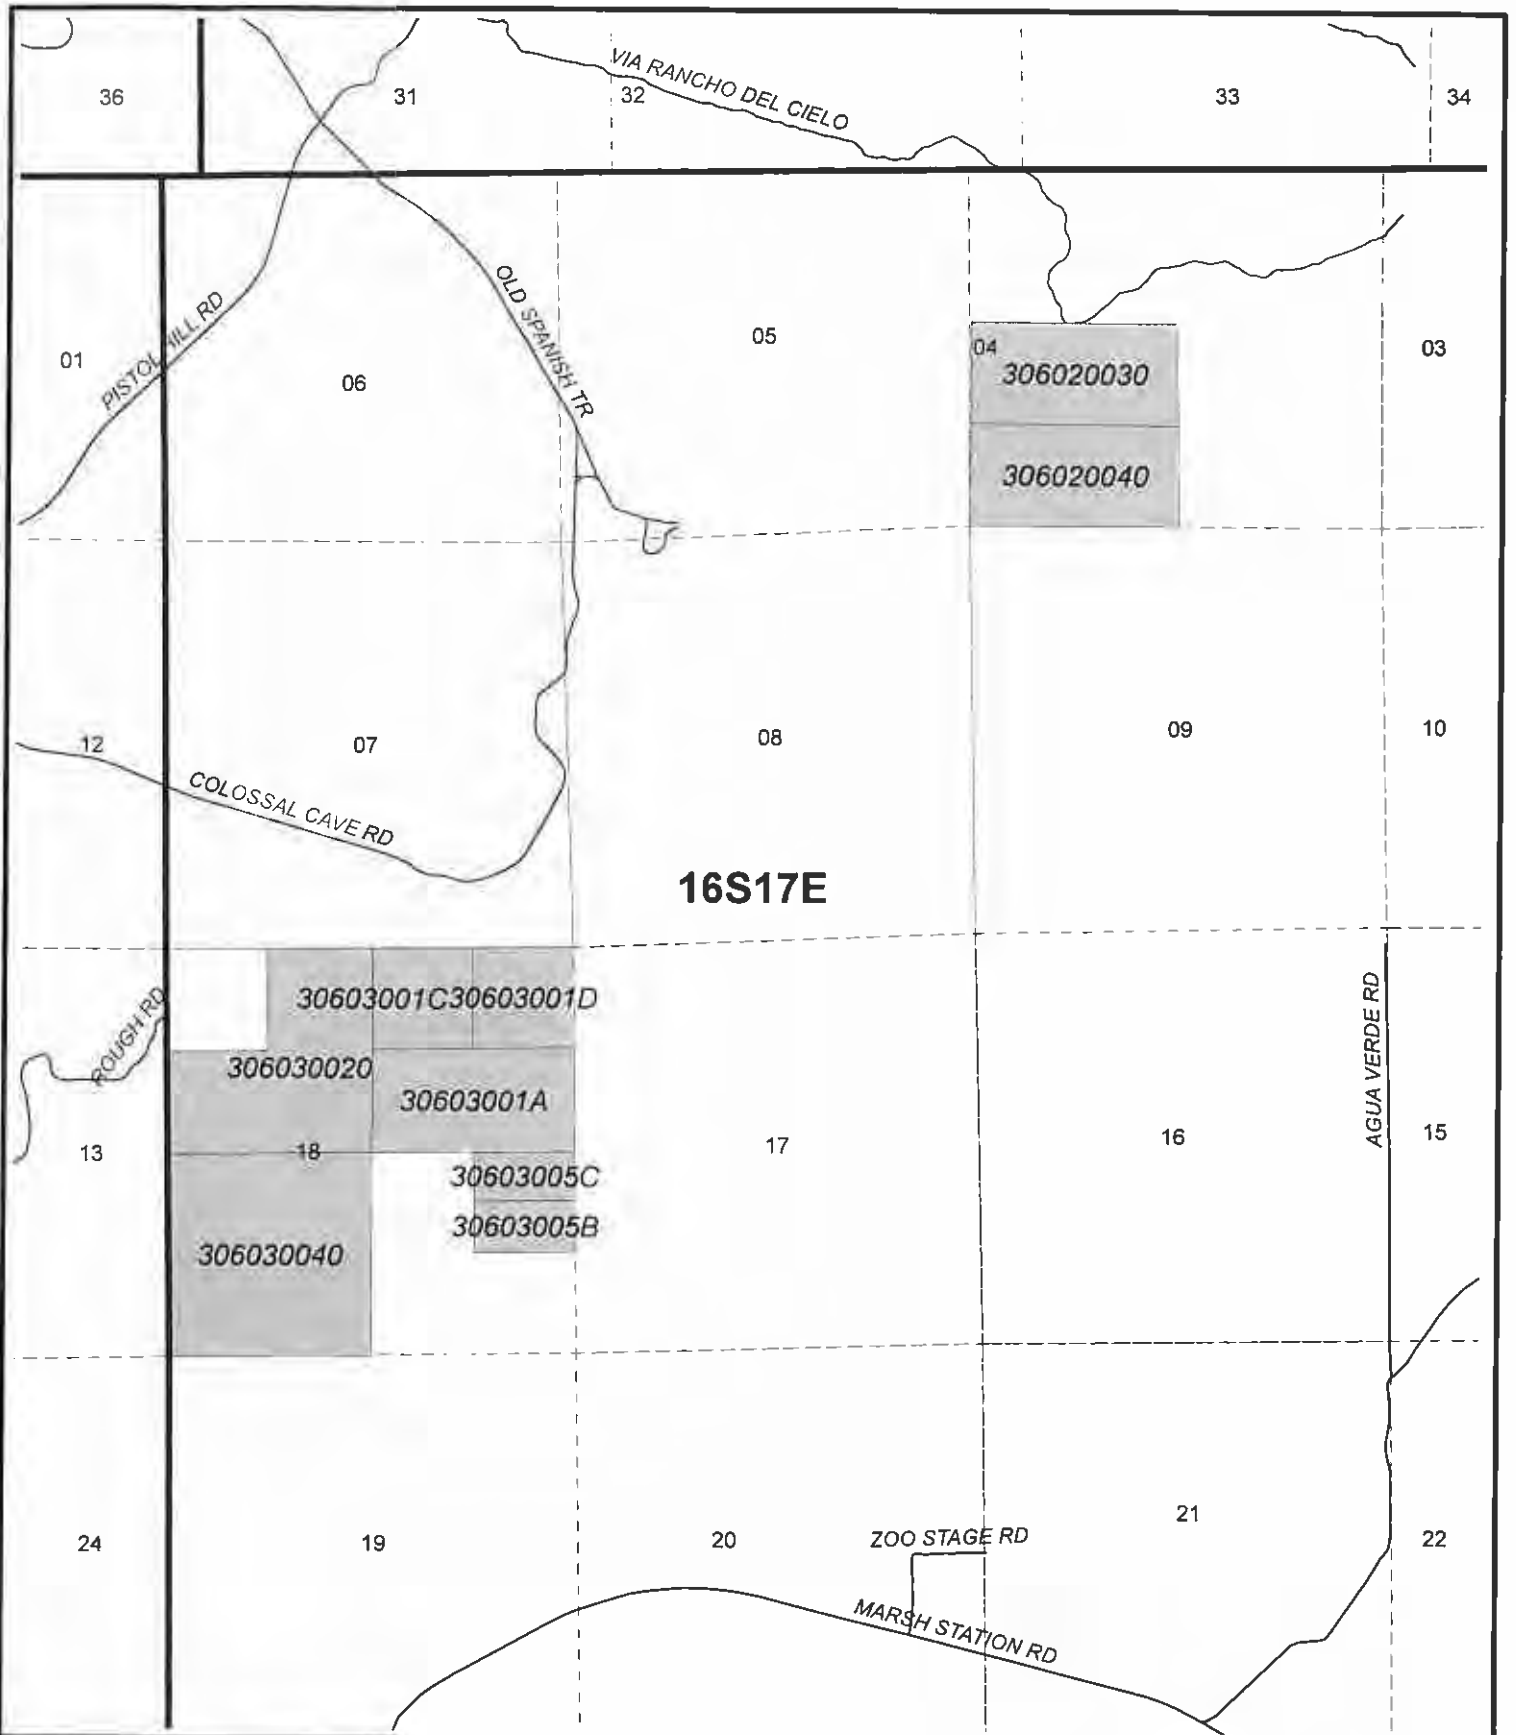 36
31
32
VIA RANCHO DEL CIELO
33
34
01
PISTOL HILL RD
06
OLD SPANISH TR
05
04
306020030
03
306020040
12
07
COLOSSAL CAVE RD
08
09
10
16S17E
ROUGH RD
30603001C
30603001D
306030020
30603001A
AGUA VERDE RD
13
18
17
16
15
30603005C
30603005B
306030040
24
19
20
ZOO STAGE RD
21
22
MARSH STATION RD